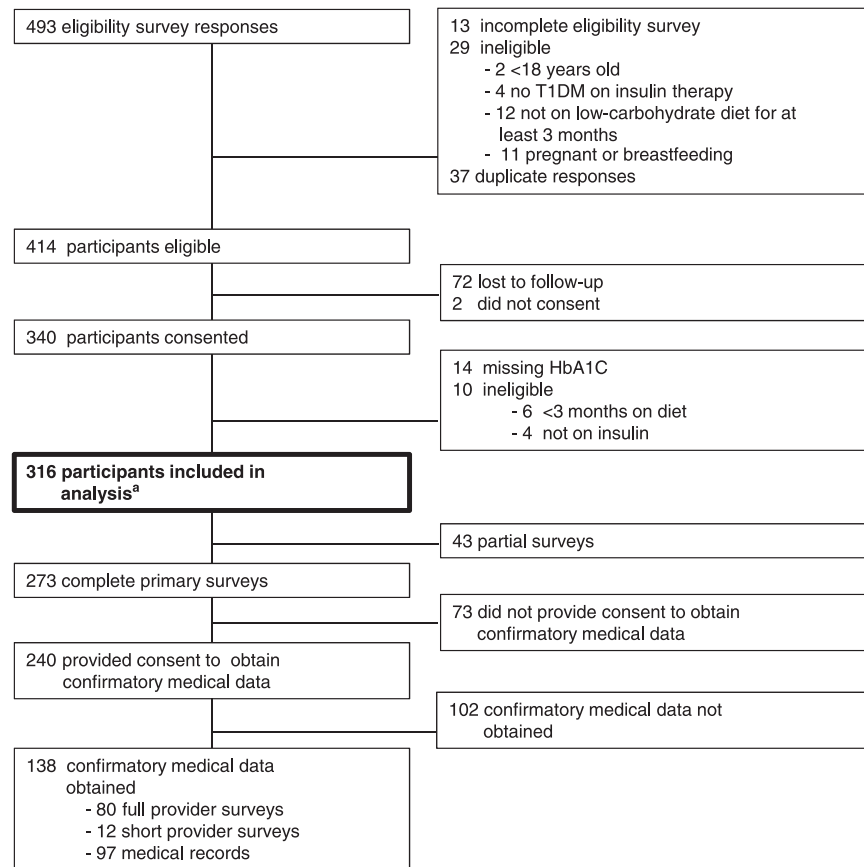 493 eligibility survey responses
13 incomplete eligibility survey
29 ineligible
- 2 <18 years old
- 4 no T1DM on insulin therapy
- 12 not on low-carbohydrate diet for at
least 3 months
- 11 pregnant or breastfeeding
37 duplicate responses
414 participants eligible
72 lost to follow-up
2 did not consent
340 participants consented
14 missing HbA1C
10 ineligible
- 6 <3 months on diet
- 4 not on insulin
316 participants included in
analysisᵃ
43 partial surveys
273 complete primary surveys
73 did not provide consent to obtain
confirmatory medical data
240 provided consent to obtain
confirmatory medical data
102 confirmatory medical data not
obtained
138 confirmatory medical data
obtained
- 80 full provider surveys
- 12 short provider surveys
- 97 medical records